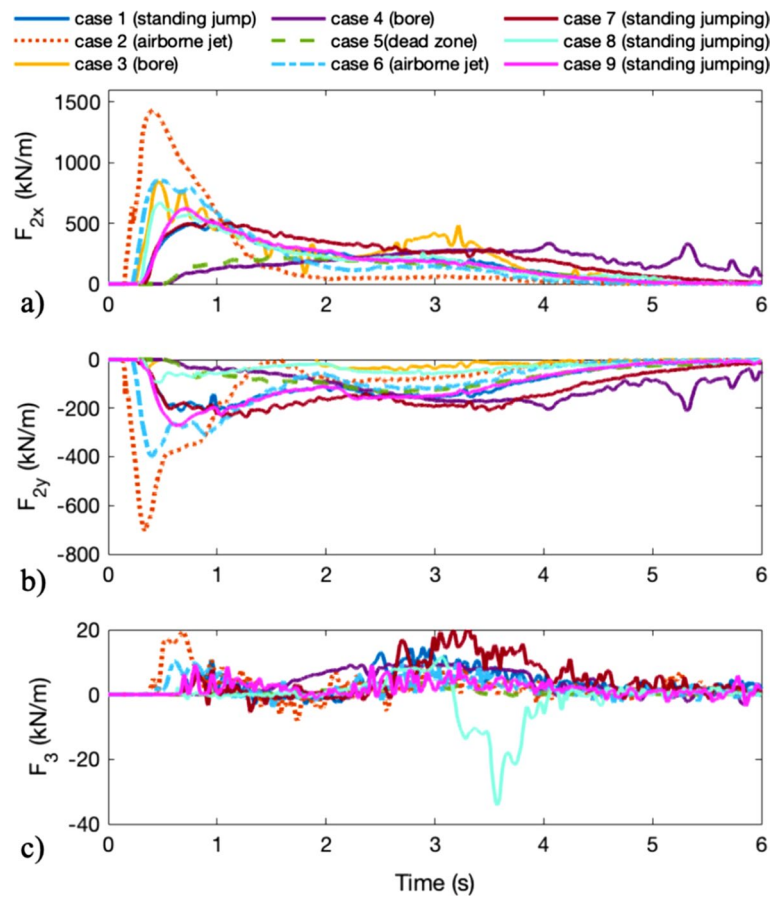 case 1 (standing jump) case 4 (bore) case 7 (standing jumping)
case 2 (airborne jet) case 5(dead zone) case 8 (standing jumping)
case 3 (bore) case 6 (airborne jet) case 9 (standing jumping)
1500
1000
500
0
F2x (kN/m)
0 1 2 3 4 5 6
a)
0
-200
-400
-600
-800
F2y (kN/m)
0 1 2 3 4 5 6
b)
20
0
-20
-40
F3 (kN/m)
0 1 2 3 4 5 6
c)
Time (s)